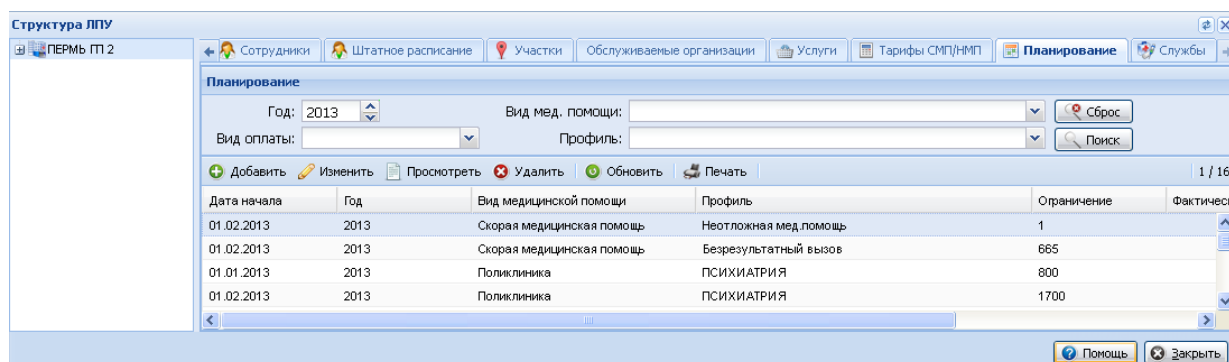 Структура ЛПУ
ПЕРМЬ ГП 2
Сотрудники Штатное расписание Участки Обслуживаемые организации Услуги Тарифы СМП/НМП Планирование Службы
Планирование
Год: 2013 Вид мед. помощи: Сброс
Вид оплаты: Профиль: Поиск
Добавить Изменить Просмотреть Удалить Обновить Печать 1 / 16
Дата начала Год Вид медицинской помощи Профиль Ограничение Фактичес
01.02.2013 2013 Скорая медицинская помощь Неотложная мед.помощь 1
01.02.2013 2013 Скорая медицинская помощь Безрезультатный вызов 665
01.01.2013 2013 Поликлиника ПСИХИАТРИЯ 800
01.02.2013 2013 Поликлиника ПСИХИАТРИЯ 1700
Помощь Закрыть